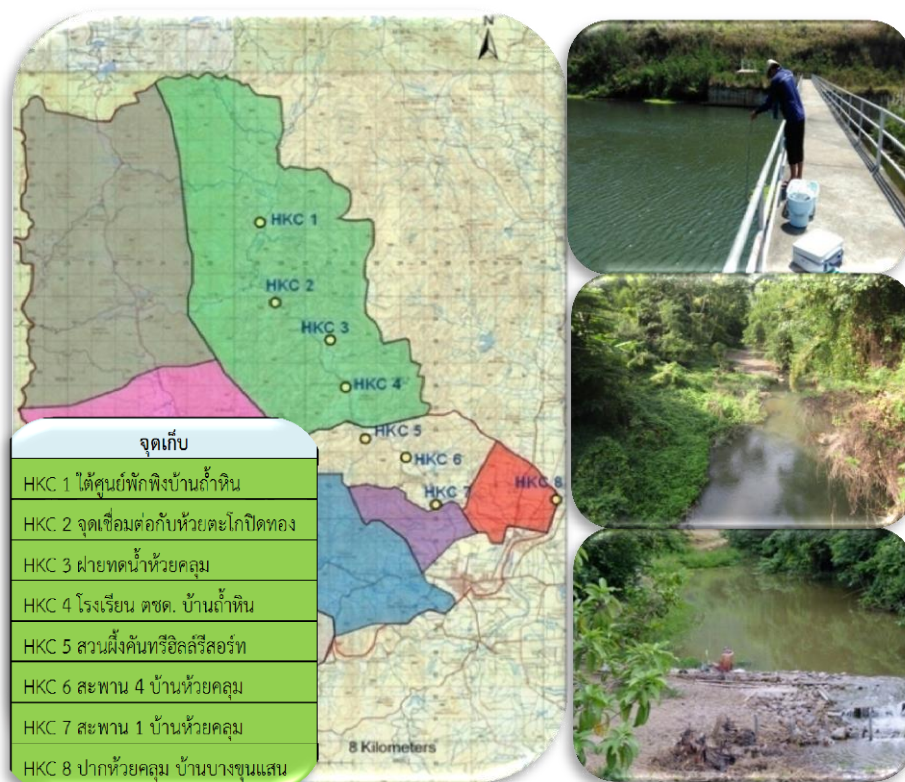 N
HKC 1
HKC 2
HKC 3
HKC 4
HKC 5
HKC 6
HKC 7
HKC 8
จุดเก็บ
HKC 1 ใต้ศูนย์พักพิงบ้านถ้ำหิน
HKC 2 จุดเชื่อมต่อกับห้วยตะโกปิดทอง
HKC 3 ฝายทดน้ำห้วยคลุม
HKC 4 โรงเรียน ตชด. บ้านถ้ำหิน
HKC 5 สวนผึ้งคันทรีฮิลล์รีสอร์ท
HKC 6 สะพาน 4 บ้านห้วยคลุม
HKC 7 สะพาน 1 บ้านห้วยคลุม
HKC 8 ปากห้วยคลุม บ้านบางขุนแสน
8 Kilometers